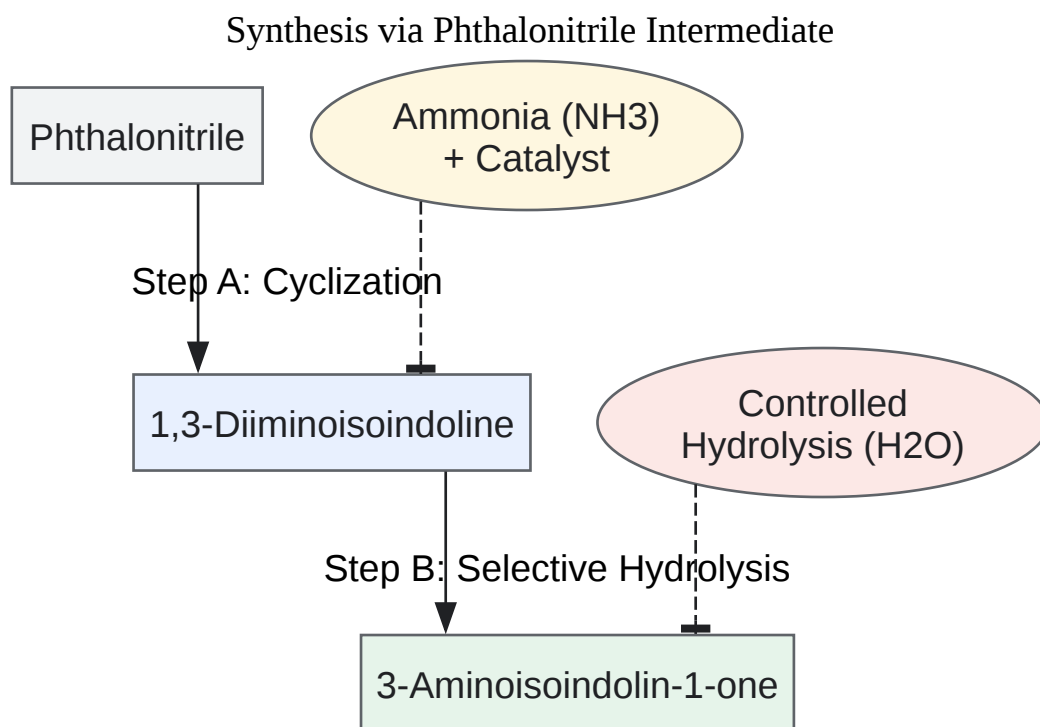 Synthesis via Phthalonitrile Intermediate
Phthalonitrile
Ammonia (NH3)
+ Catalyst
Step A: Cyclization
1,3-Diiminoisoindoline
Controlled
Hydrolysis (H2O)
Step B: Selective Hydrolysis
3-Aminoisoindolin-1-one